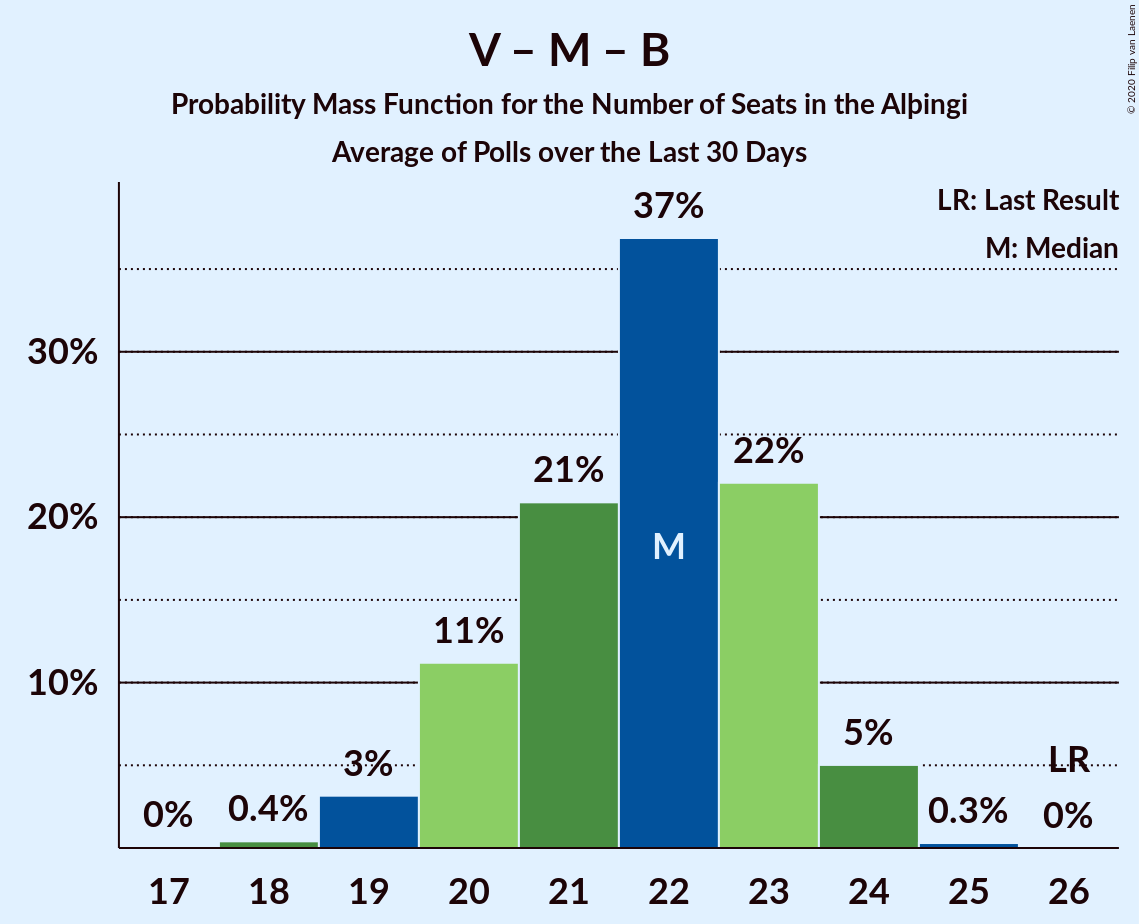 V – M – B
Probability Mass Function for the Number of Seats in the Alþingi
Average of Polls over the Last 30 Days
© 2020 Filip van Laenen
LR: Last Result
M: Median
37%
30%
22%
21%
20%
M
11%
10%
5%
3%
LR
0%
0.4%
0.3%
0%
17 18 19 20 21 22 23 24 25 26